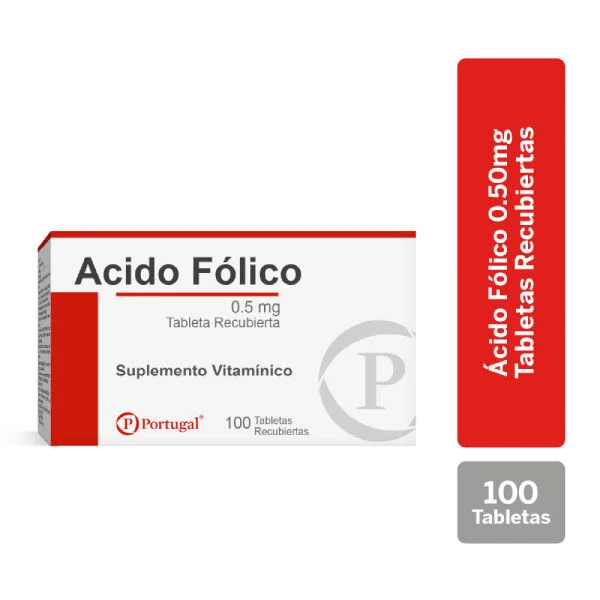 Acido Fólico
0.5 mg
Tableta Recubierta
Suplemento Vitamínico
P Portugal®
100 Tabletas
Recubiertas
P
Ácido Fólico 0.50mg
Tabletas Recubiertas
100
Tabletas